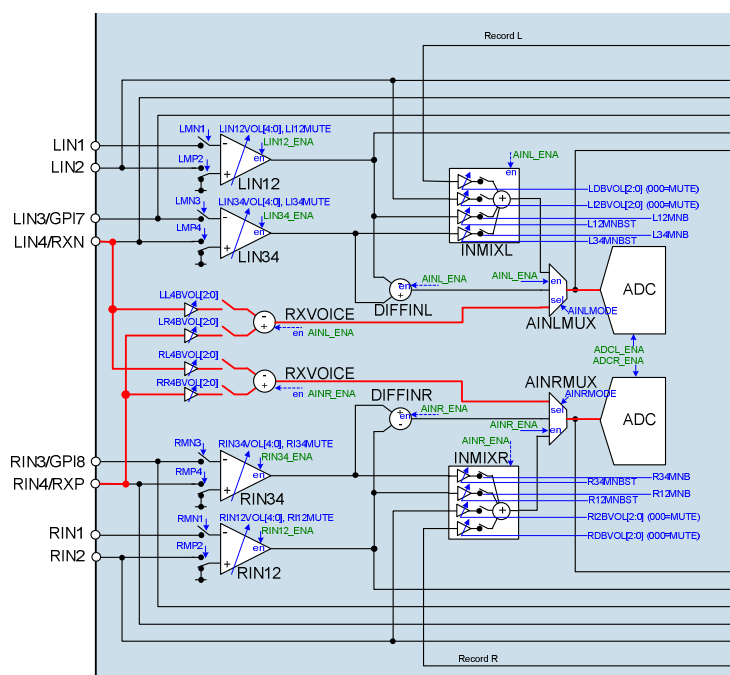 Record L
LIN1
LMN1
LIN12VOL[4:0], LI12MUTE
LIN12_ENA
-
en
LIN2
LMP2
+
LIN12
AINL_ENA
en
+
LDBVOL[2:0] (000=MUTE)
LI2BVOL[2:0] (000=MUTE)
L12MNB
L12MNBST
L34MNB
L34MNBST
INMIXL
LIN3/GPI7
LMN3
LIN34VOL[4:0], LI34MUTE
LIN34_ENA
-
en
LIN4/RXN
LMP4
+
LIN34
AINL_ENA
en -
+
DIFFINL
AINL_ENA
en
sel
AINLMODE
AINLMUX
ADC
LL4BVOL[2:0]
RXVOICE
-
+
LR4BVOL[2:0]
en AINL_ENA
ADCL_ENA
ADCR_ENA
RL4BVOL[2:0]
RXVOICE
-
+
RR4BVOL[2:0]
en AINR_ENA
DIFFINR
AINR_ENA
en +
-
AINRMUX
AINRMODE
sel
AINR_ENA
en
ADC
RIN3/GPI8
RMN3
RIN34VOL[4:0], RI34MUTE
RIN34_ENA
-
en
RIN4/RXP
RMP4
+
RIN34
AINR_ENA
INMIXR
en
+
R34MNB
R34MNBST
R12MNB
R12MNBST
RI2BVOL[2:0] (000=MUTE)
RDBVOL[2:0] (000=MUTE)
RIN1
RMN1
RIN12VOL[4:0], RI12MUTE
RIN12_ENA
-
en
RIN2
RMP2
+
RIN12
Record R